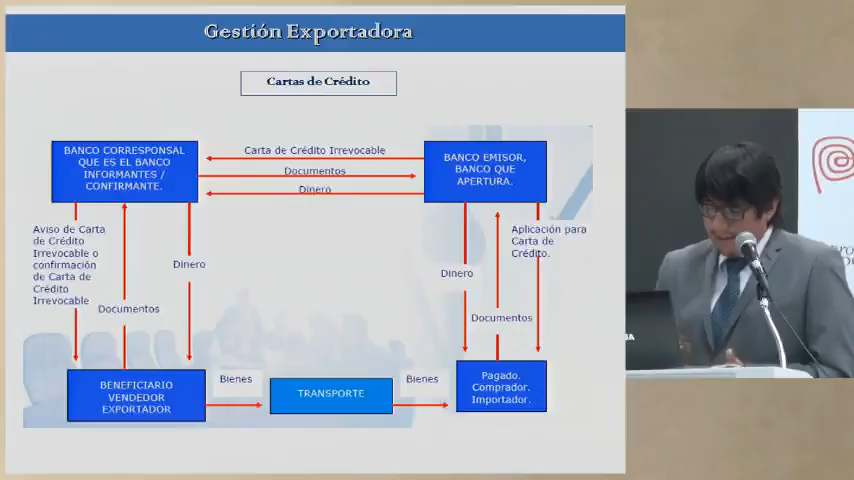 Gestión Exportadora
Cartas de Crédito
BANCO CORRESPONSAL
QUE ES EL BANCO
INFORMANTES /
CONFIRMANTE.
Carta de Crédito Irrevocable
Documentos
Dinero
BANCO EMISOR,
BANCO QUE
APERTURA.
Aviso de Carta
de Crédito
Irrevocable o
confirmación
de Carta de
Crédito
Irrevocable
Documentos
Dinero
Dinero
Documentos
Aplicación para
Carta de
Crédito.
BENEFICIARIO
VENDEDOR
EXPORTADOR
Bienes
TRANSPORTE
Bienes
Pagado.
Comprador.
Importador.